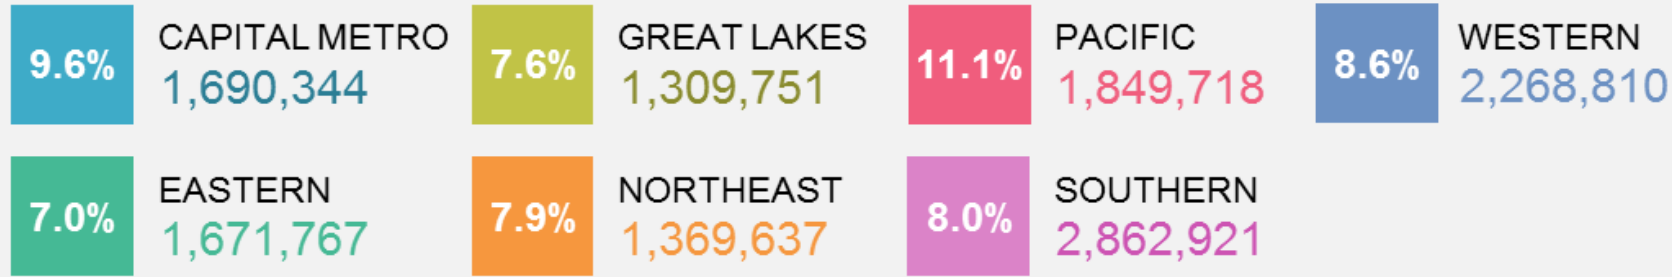 9.6%
CAPITAL METRO
1,690,344
7.6%
GREAT LAKES
1,309,751
11.1%
PACIFIC
1,849,718
8.6%
WESTERN
2,268,810
7.0%
EASTERN
1,671,767
7.9%
NORTHEAST
1,369,637
8.0%
SOUTHERN
2,862,921